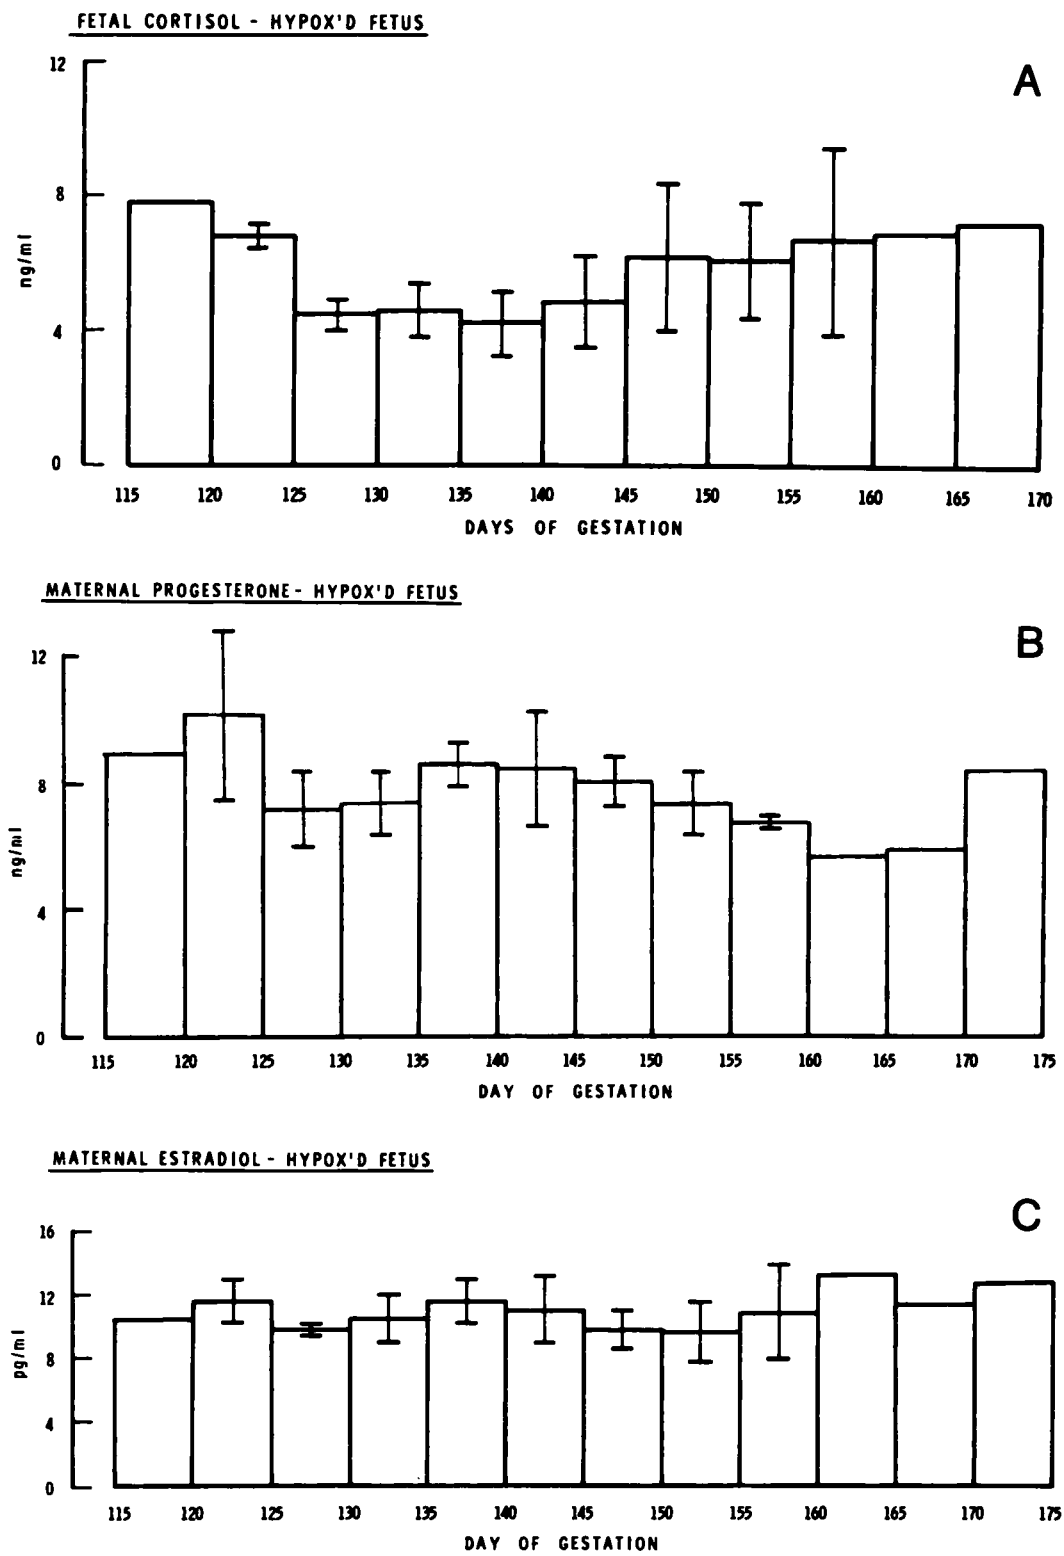 FETAL CORTISOL - HYPOX'D FETUS
A
12
8
4
0
ng/ml
115 120 125 130 135 140 145 150 155 160 165 170
DAYS OF GESTATION
MATERNAL PROGESTERONE - HYPOX'D FETUS
B
12
8
4
0
ng/ml
115 120 125 130 135 140 145 150 155 160 165 170 175
DAY OF GESTATION
MATERNAL ESTRADIOL - HYPOX'D FETUS
C
16
12
8
4
0
pg/ml
115 120 125 130 135 140 145 150 155 160 165 170 175
DAY OF GESTATION